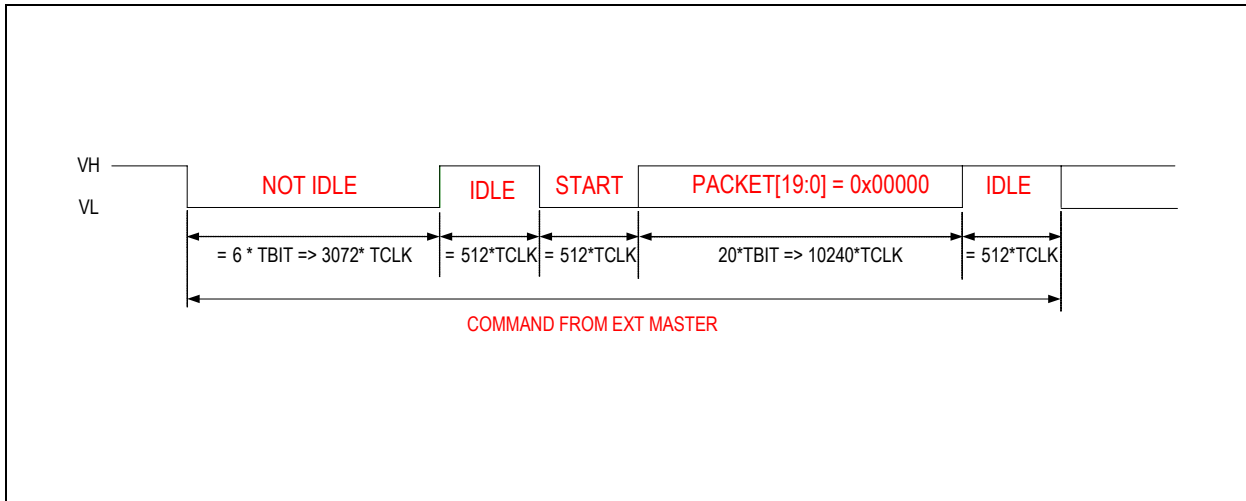 VH
VL
NOT IDLE
IDLE
START
PACKET[19:0] = 0x00000
IDLE
= 6 * TBIT => 3072* TCLK
= 512*TCLK
= 512*TCLK
20*TBIT => 10240*TCLK
= 512*TCLK
COMMAND FROM EXT MASTER